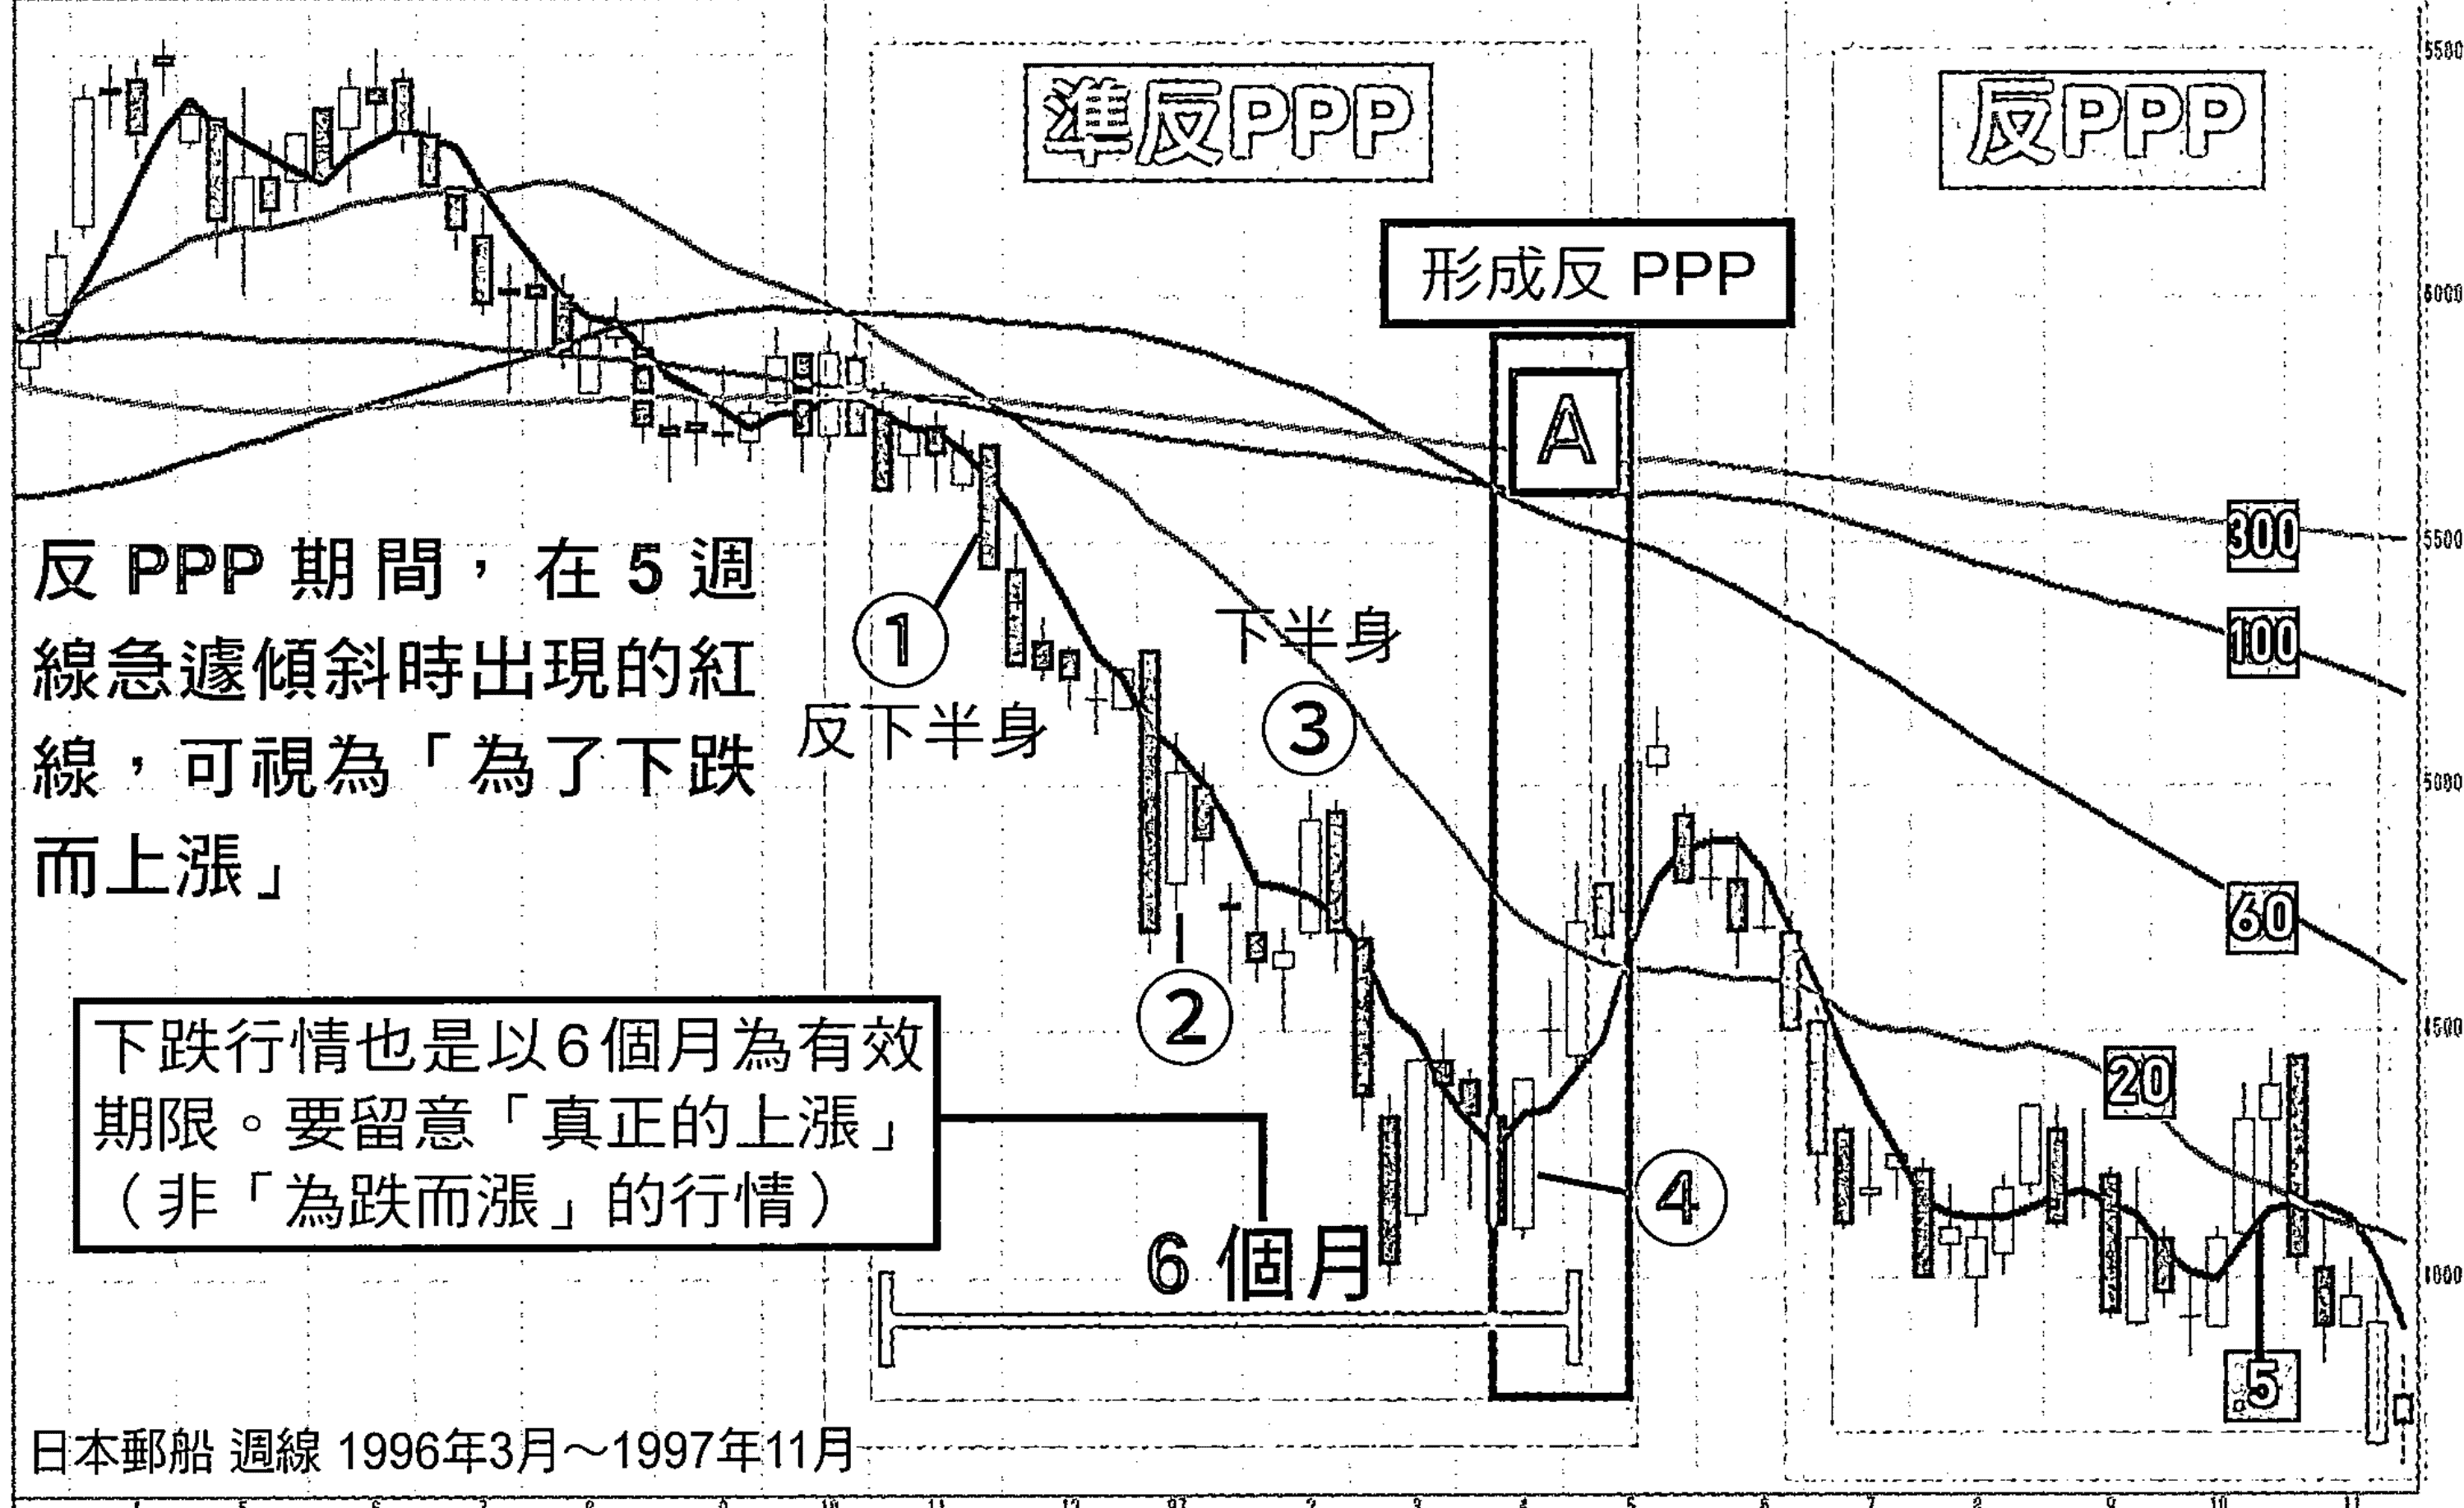 準反PPP
反PPP
形成反 PPP
A
反 PPP 期間，在 5 週
線急遽傾斜時出現的紅
線，可視為「為了下跌
而上漲」
①
反下半身
下半身
③
②
④
下跌行情也是以6個月為有效
期限。要留意「真正的上漲」
（非「為跌而漲」的行情）
6 個月
300
100
60
20
5
5500
5000
4500
4000
日本郵船 週線 1996年3月～1997年11月